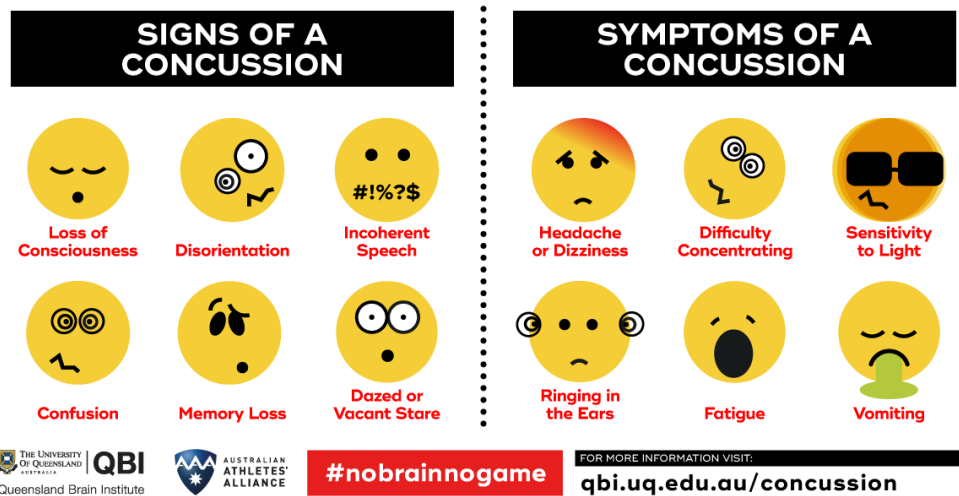 SIGNS OF A
CONCUSSION
Loss of
Consciousness
Disorientation
#!%?$
Incoherent
Speech
Confusion
Memory Loss
Dazed or
Vacant Stare
SYMPTOMS OF A
CONCUSSION
Headache
or Dizziness
Difficulty
Concentrating
Sensitivity
to Light
Ringing in
the Ears
Fatigue
Vomiting
THE UNIVERSITY
OF QUEENSLAND
AUSTRALIA
QBI
Queensland Brain Institute
AAA
AUSTRALIAN
ATHLETES'
ALLIANCE
#nobrainnogame
FOR MORE INFORMATION VISIT:
qbi.uq.edu.au/concussion